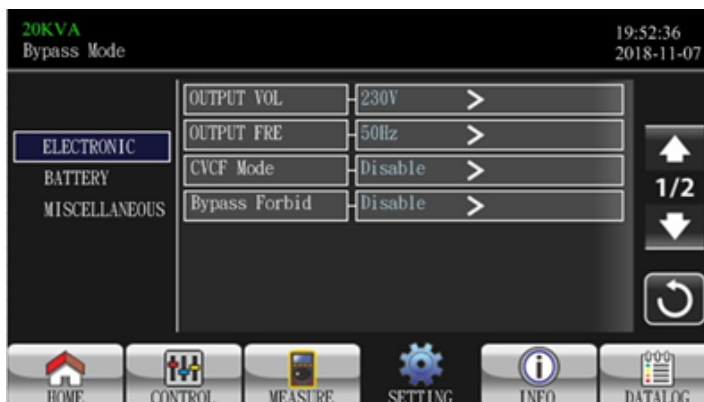 20KVA
Bypass Mode
19:52:36
2018-11-07
ELECTRONIC
BATTERY
MISCELLANEOUS
OUTPUT VOL 230V >
OUTPUT FRE 50Hz >
CVCF Mode Disable >
Bypass Forbid Disable >
1/2
HOME CONTROL MEASURE SETTING INFO DATALOG